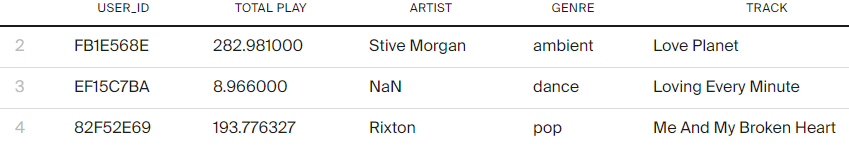 USER_ID TOTAL PLAY ARTIST GENRE TRACK
2 FB1E568E 282.981000 Stive Morgan ambient Love Planet
3 EF15C7BA 8.966000 NaN dance Loving Every Minute
4 82F52E69 193.776327 Rixton pop Me And My Broken Heart